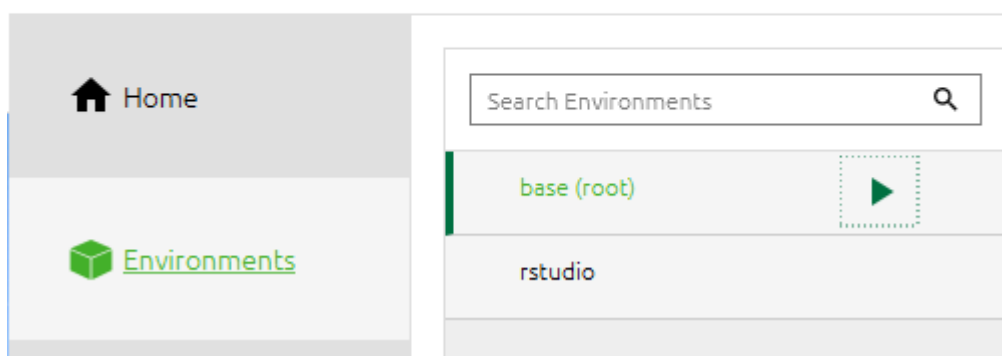 Home
Environments
Search Environments
base (root)
rstudio